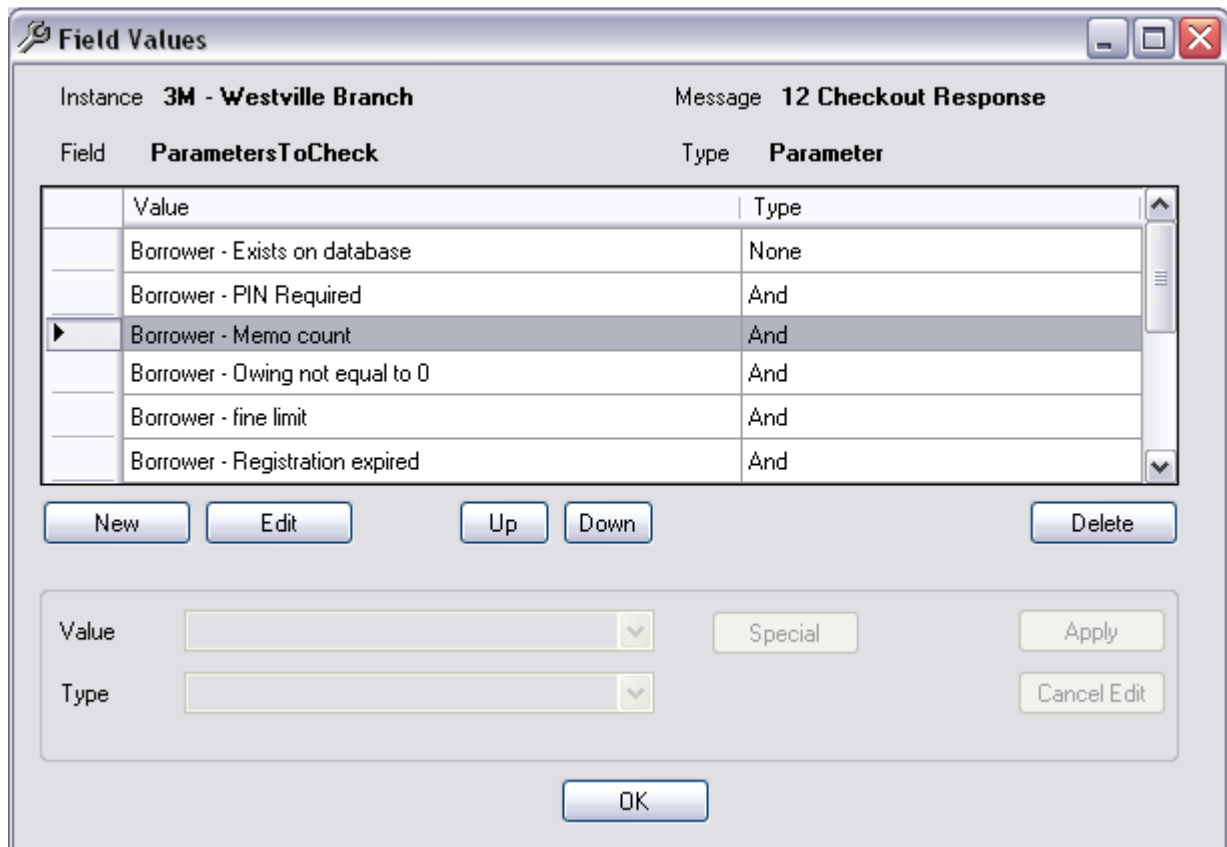 Field Values
Instance 3M - Westville Branch Message 12 Checkout Response
Field ParametersToCheck Type Parameter
Value Type
Borrower - Exists on database None
Borrower - PIN Required And
Borrower - Memo count And
Borrower - Owing not equal to 0 And
Borrower - fine limit And
Borrower - Registration expired And
New Edit Up Down Delete
Value Special Apply
Type Cancel Edit
OK